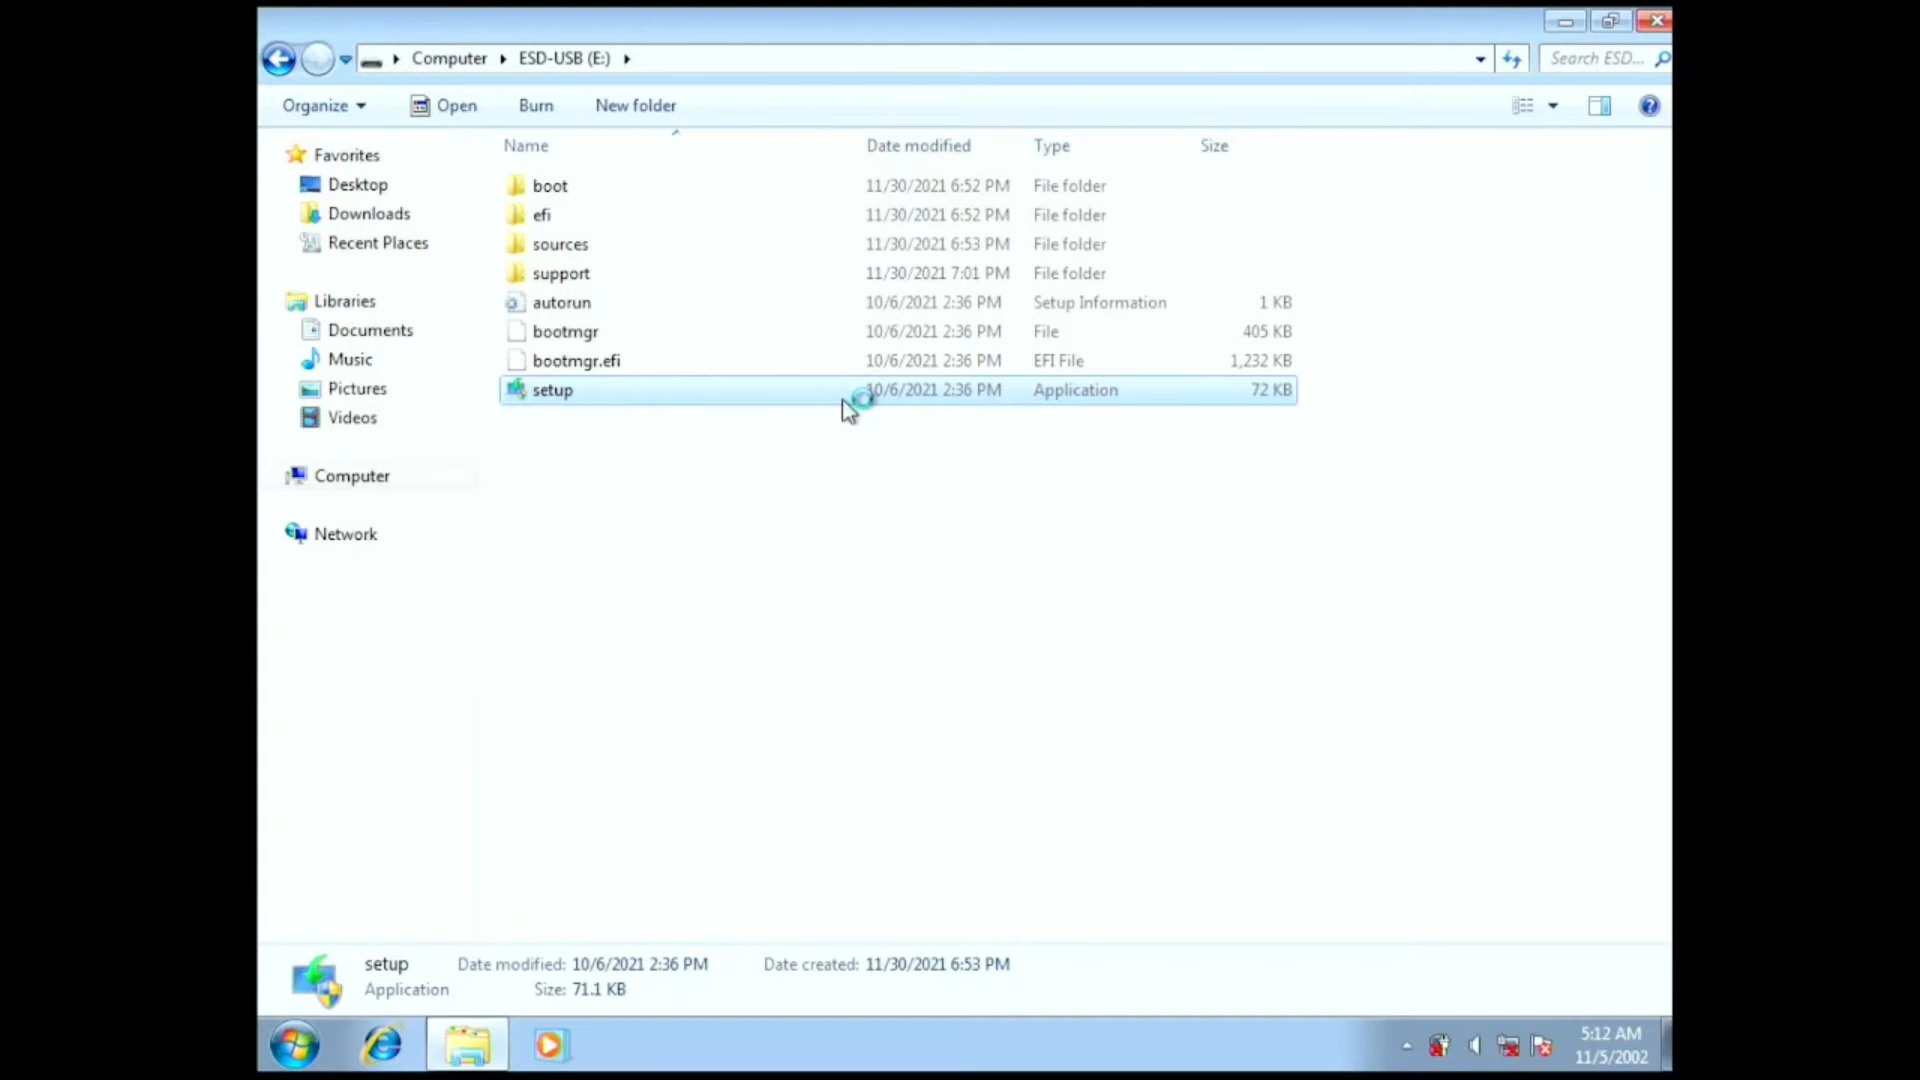 Computer ESD-USB (E:) Search ESD...
Organize Open Burn New folder
Name Date modified Type Size
Favorites
Desktop
Downloads
Recent Places
Libraries
Documents
Music
Pictures
Videos
Computer
Network
boot 11/30/2021 6:52 PM File folder
efi 11/30/2021 6:52 PM File folder
sources 11/30/2021 6:53 PM File folder
support 11/30/2021 7:01 PM File folder
autorun 10/6/2021 2:36 PM Setup Information 1 KB
bootmgr 10/6/2021 2:36 PM File 405 KB
bootmgr.efi 10/6/2021 2:36 PM EFI File 1,232 KB
setup 10/6/2021 2:36 PM Application 72 KB
setup Date modified: 10/6/2021 2:36 PM Date created: 11/30/2021 6:53 PM
Application Size: 71.1 KB
5:12 AM
11/5/2002